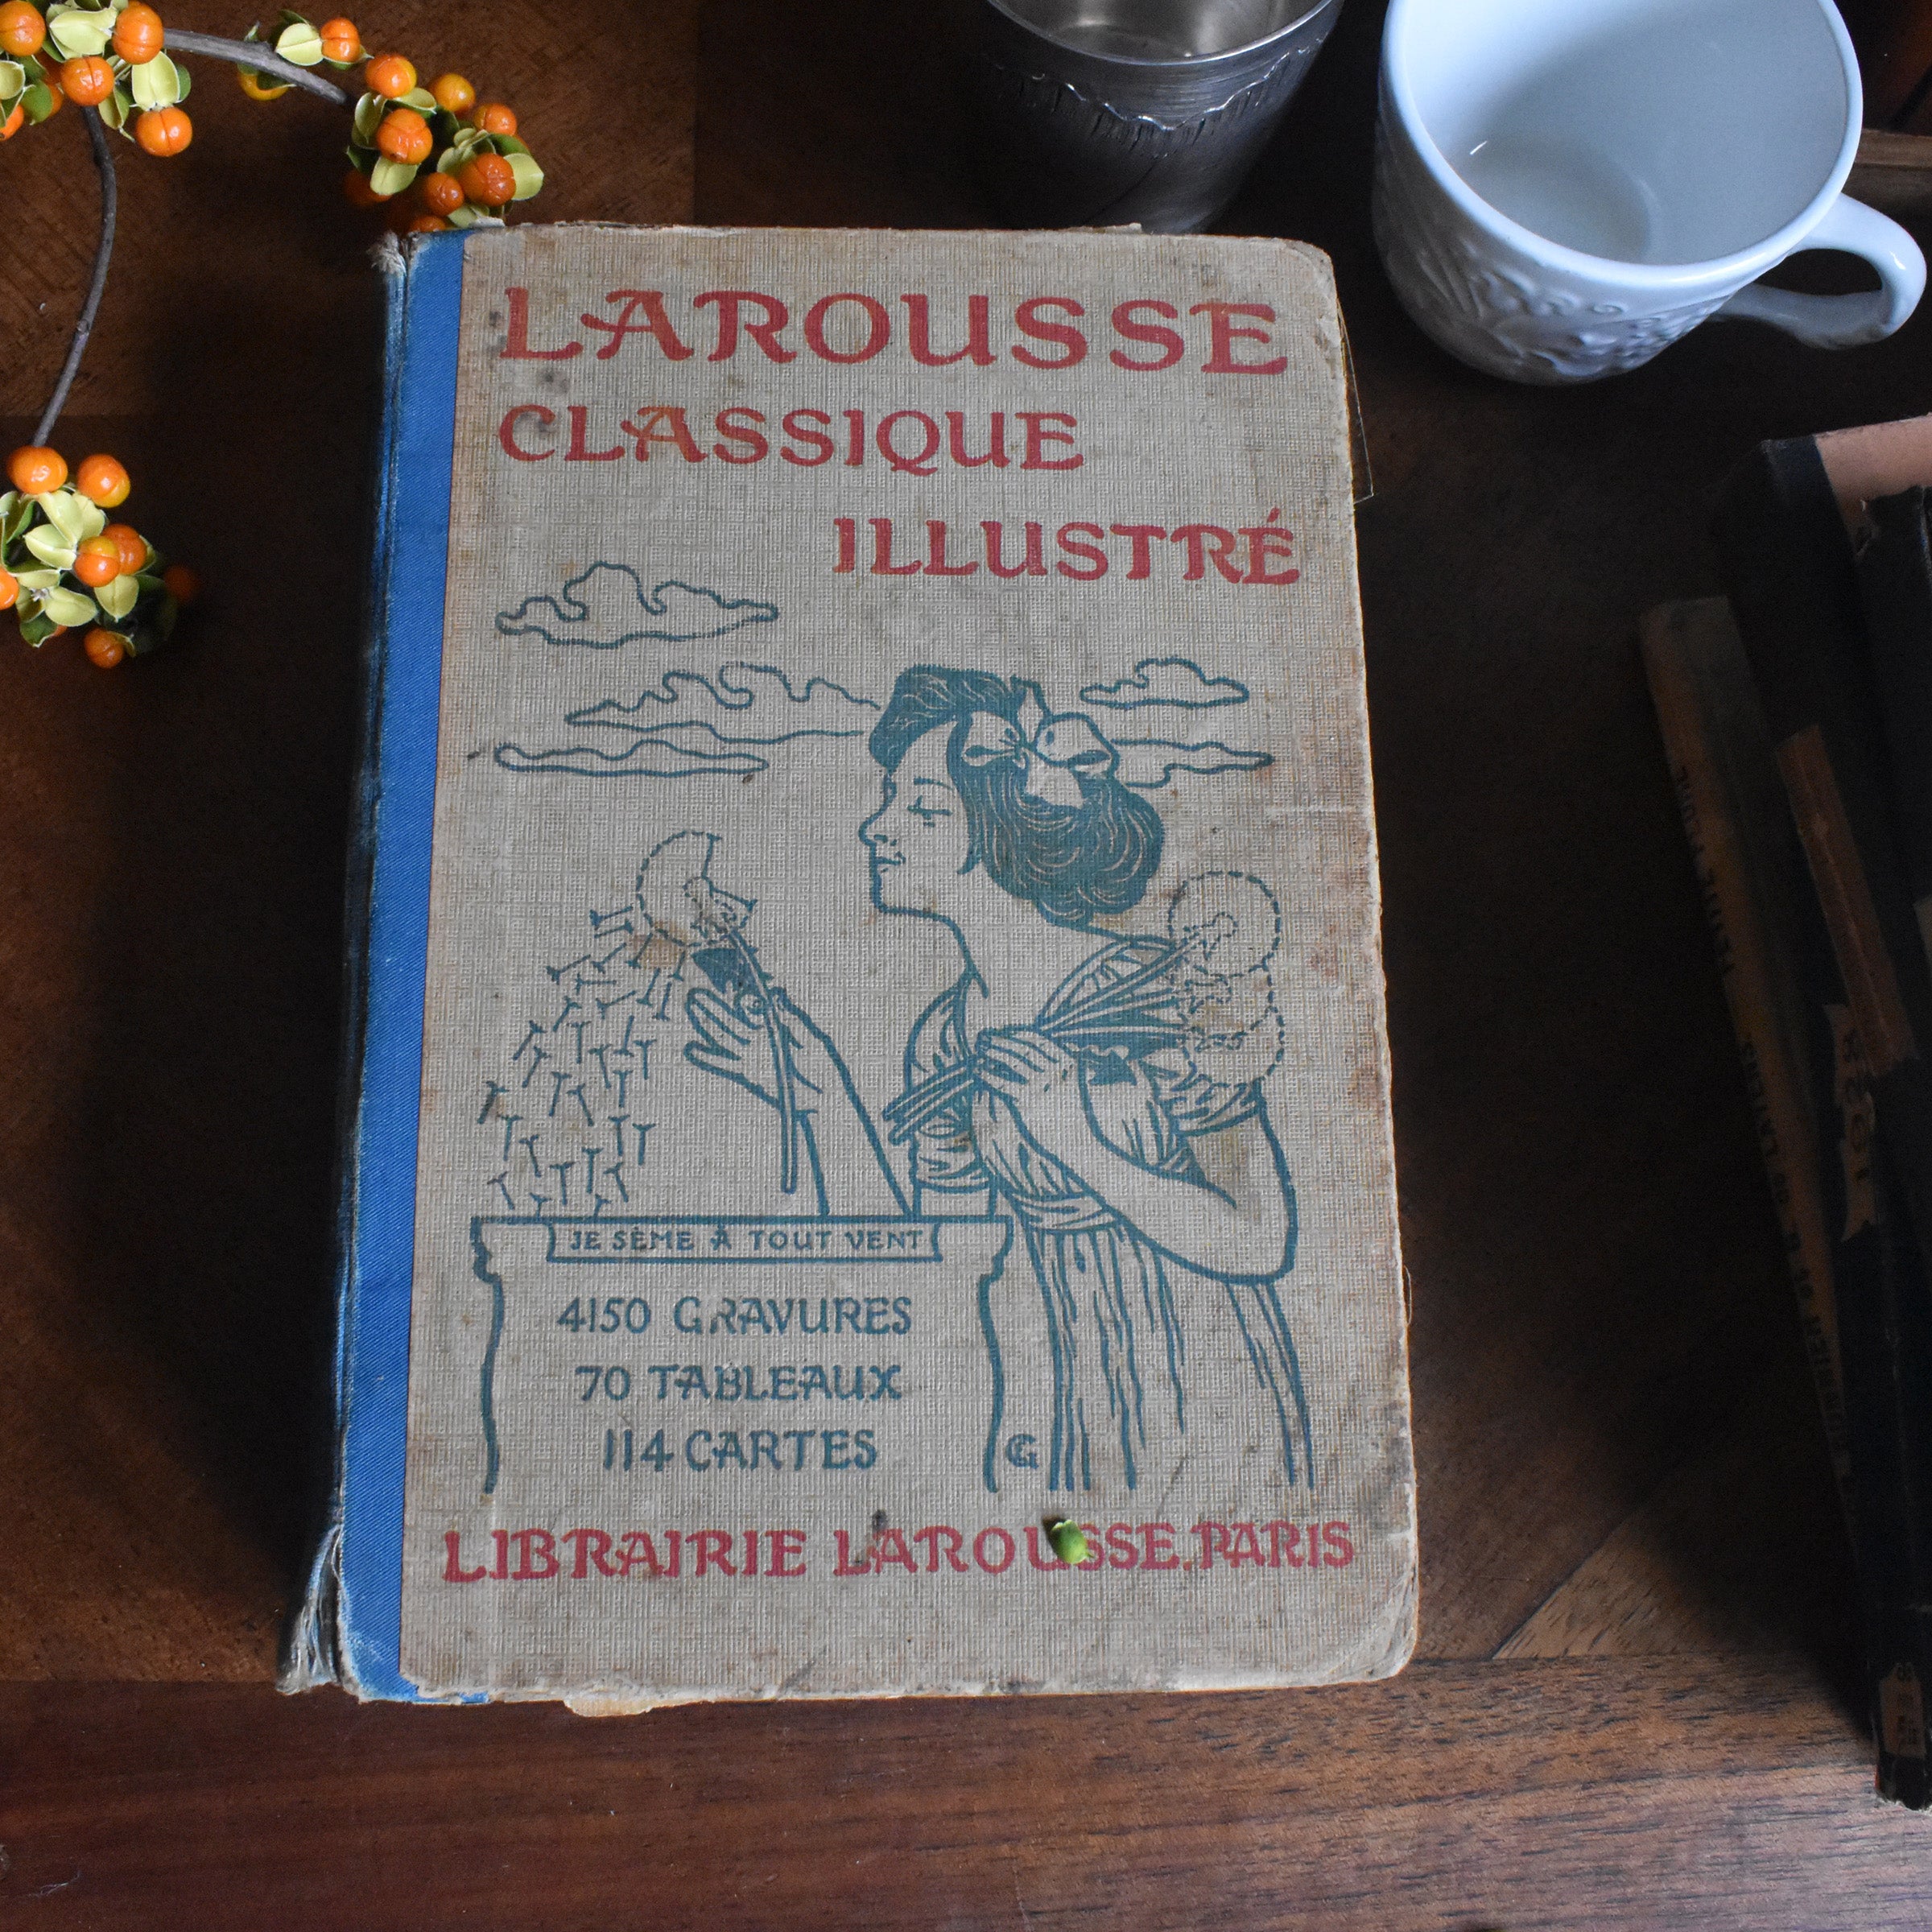 LAROUSSE
CLASSIQUE
ILLUSTRÉ
JE SÈME À TOUT VENT
4150 GRAVURES
70 TABLEAUX
114 CARTES
G
LIBRAIRIE LAROUSSE, PARIS